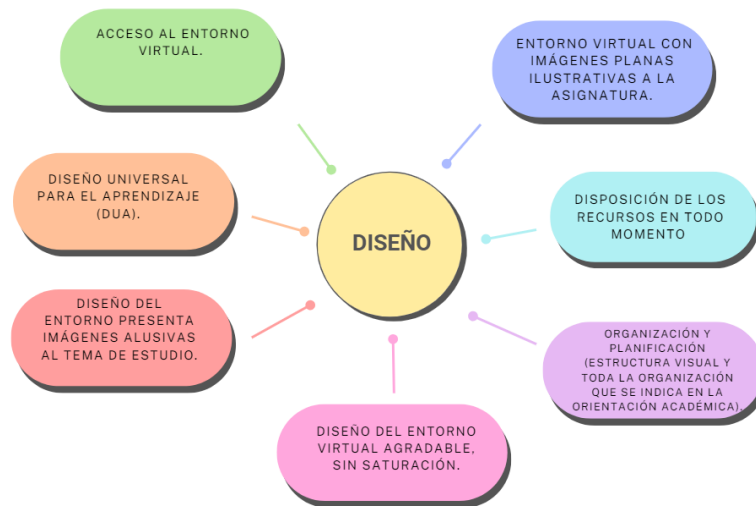 ACCESO AL ENTORNO
VIRTUAL.
ENTORNO VIRTUAL CON
IMÁGENES PLANAS
ILUSTRATIVAS A LA
ASIGNATURA.
DISEÑO UNIVERSAL
PARA EL APRENDIZAJE
(DUA).
DISEÑO
DISPOSICIÓN DE LOS
RECURSOS EN TODO
MOMENTO
DISEÑO DEL
ENTORNO PRESENTA
IMÁGENES ALUSIVAS
AL TEMA DE ESTUDIO.
ORGANIZACIÓN Y
PLANIFICACIÓN
(ESTRUCTURA VISUAL Y
TODA LA ORGANIZACIÓN
QUE SE INDICA EN LA
ORIENTACIÓN ACADÉMICA).
DISEÑO DEL ENTORNO
VIRTUAL AGRADABLE,
SIN SATURACIÓN.